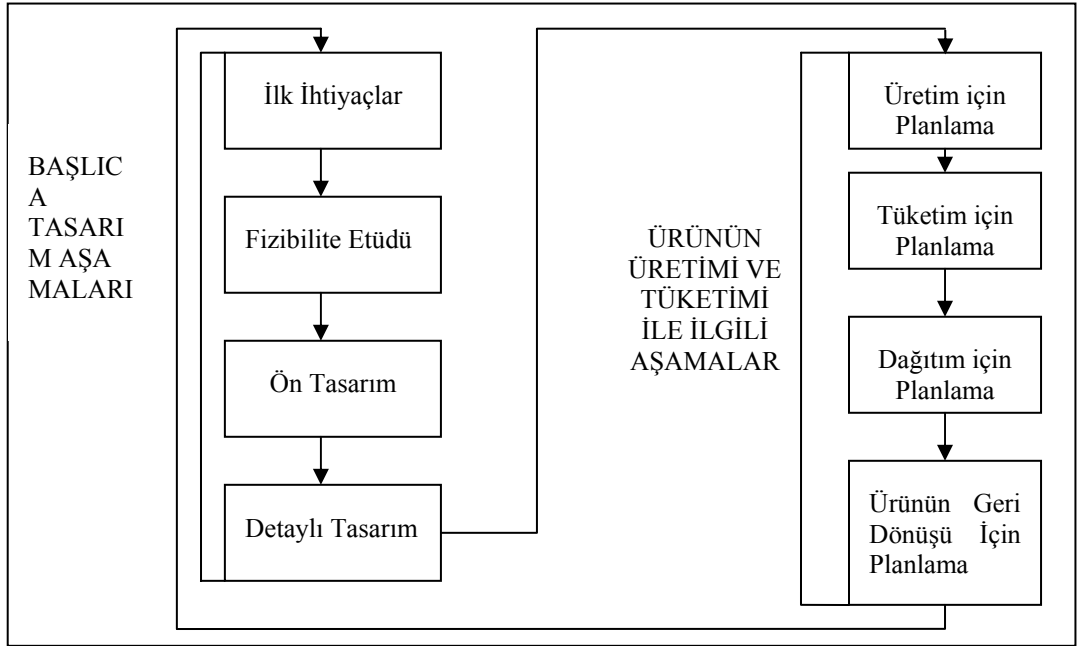 BAŞLIC
A
TASARI
M AŞA
MALARI
İlk İhtiyaçlar
Fizibilite Etüdü
Ön Tasarım
Detaylı Tasarım
ÜRÜNÜN
ÜRETİMİ VE
TÜKETİMİ
İLE İLGİLİ
AŞAMALAR
Üretim için
Planlama
Tüketim için
Planlama
Dağıtım için
Planlama
Ürünün Geri
Dönüşü İçin
Planlama